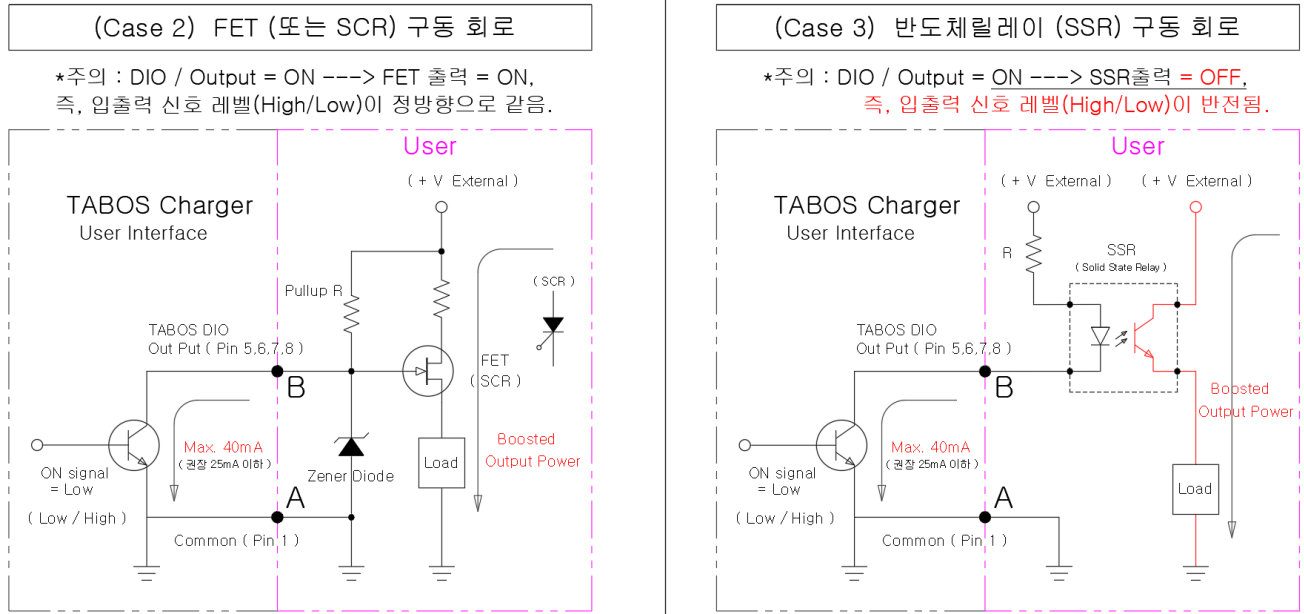 (Case 2) FET (또는 SCR) 구동 회로
*주의 : DIO / Output = ON ---> FET 출력 = ON,
즉, 입출력 신호 레벨(High/Low)이 정방향으로 같음.
User
( + V External )
TABOS Charger
User Interface
( SCR )
Pullup R
TABOS DIO
Out Put ( Pin 5,6,7,8 )
FET
( SCR )
B
Max. 40mA
( 권장 25mA 이하 )
Boosted
Output Power
Load
ON signal
= Low
Zener Diode
A
( Low / High )
Common ( Pin 1 )
(Case 3) 반도체릴레이 (SSR) 구동 회로
*주의 : DIO / Output = ON ---> SSR출력 = OFF,
즉, 입출력 신호 레벨(High/Low)이 반전됨.
User
( + V External ) ( + V External )
TABOS Charger
User Interface
R
SSR
( Solid State Relay )
TABOS DIO
Out Put ( Pin 5,6,7,8 )
B
Boosted
Output Power
Max. 40mA
( 권장 25mA 이하 )
ON signal
= Low
Load
A
( Low / High )
Common ( Pin 1 )